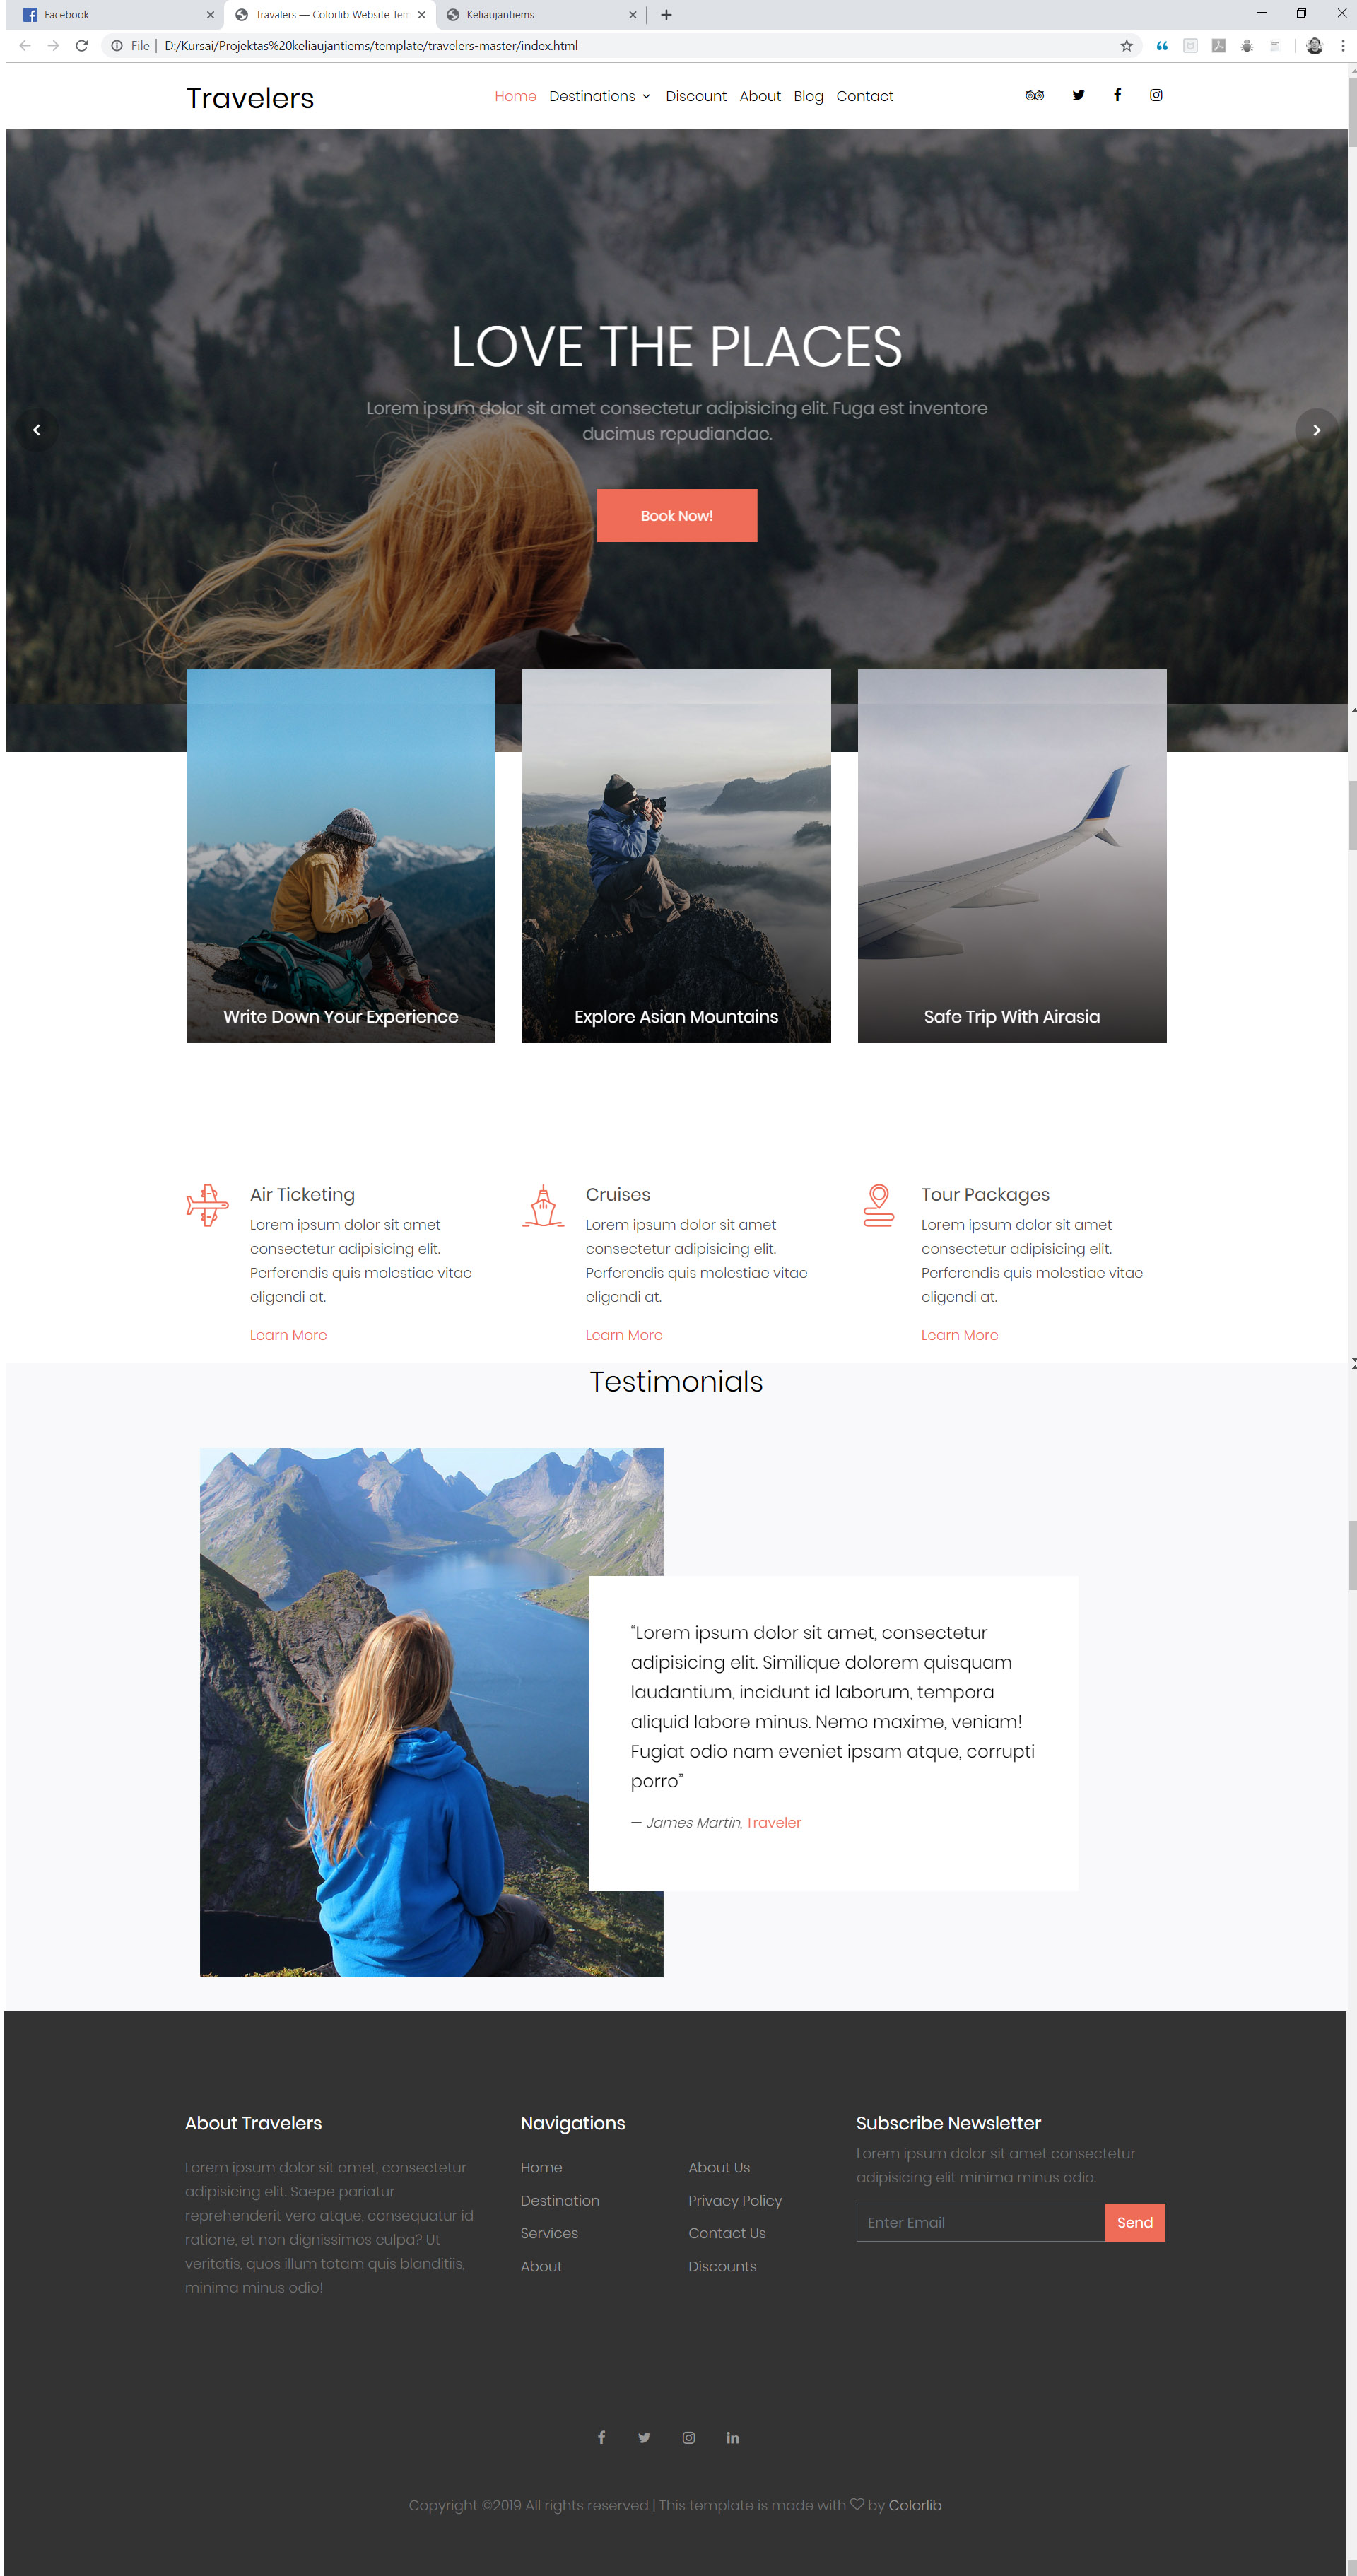 Facebook
Travalers — Colorlib Website Tem
Keliaujantiems
File | D:/Kursai/Projektas%20keliaujantiems/template/travelers-master/index.html
Travelers
Home Destinations Discount About Blog Contact
LOVE THE PLACES
Lorem ipsum dolor sit amet consectetur adipisicing elit. Fuga est inventore
ducimus repudiandae.
Book Now!
Write Down Your Experience
Explore Asian Mountains
Safe Trip With Airasia
Air Ticketing
Lorem ipsum dolor sit amet
consectetur adipisicing elit.
Perferendis quis molestiae vitae
eligendi at.
Learn More
Cruises
Lorem ipsum dolor sit amet
consectetur adipisicing elit.
Perferendis quis molestiae vitae
eligendi at.
Learn More
Tour Packages
Lorem ipsum dolor sit amet
consectetur adipisicing elit.
Perferendis quis molestiae vitae
eligendi at.
Learn More
Testimonials
“Lorem ipsum dolor sit amet, consectetur
adipisicing elit. Similique dolorem quisquam
laudantium, incidunt id laborum, tempora
aliquid labore minus. Nemo maxime, veniam!
Fugiat odio nam eveniet ipsam atque, corrupti
porro”
— James Martin, Traveler
About Travelers
Lorem ipsum dolor sit amet, consectetur
adipisicing elit. Saepe pariatur
reprehenderit vero atque, consequatur id
ratione, et non dignissimos culpa? Ut
veritatis, quos illum totam quis blanditiis,
minima minus odio!
Navigations
Home
Destination
Services
About
About Us
Privacy Policy
Contact Us
Discounts
Subscribe Newsletter
Lorem ipsum dolor sit amet consectetur
adipisicing elit minima minus odio.
Enter Email
Send
Copyright ©2019 All rights reserved | This template is made with ♡ by Colorlib